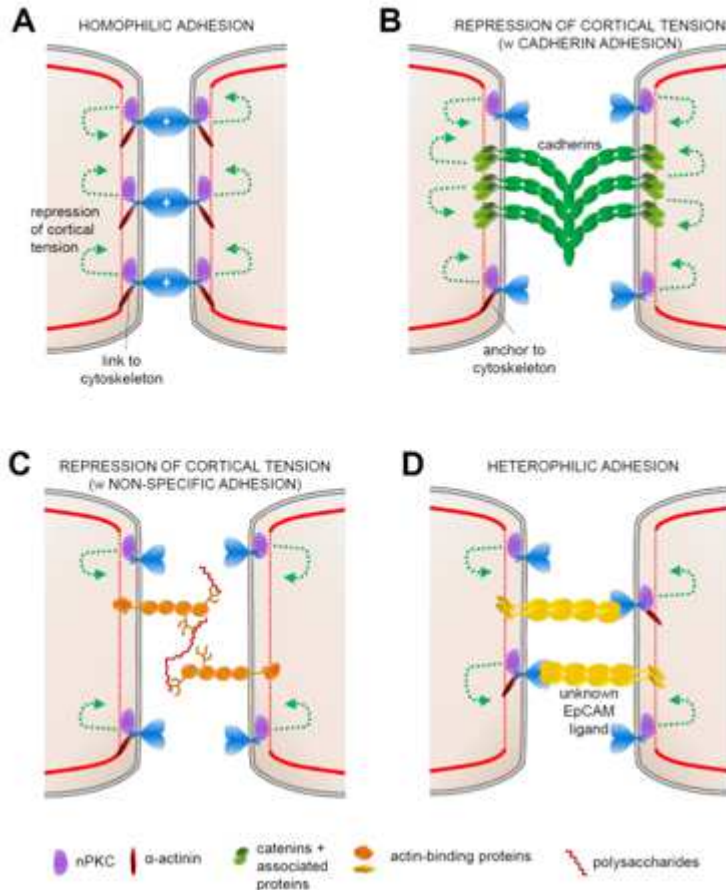 A
HOMOPHILIC ADHESION
repression
of cortical
tension
link to
cytoskeleton
B
REPRESSION OF CORTICAL TENSION
(w CADHERIN ADHESION)
cadherins
anchor to
cytoskeleton
C
REPRESSION OF CORTICAL TENSION
(w NON-SPECIFIC ADHESION)
D
HETEROPHILIC ADHESION
unknown
EpCAM
ligand
nPKC
α-actinin
catenins +
associated
proteins
actin-binding proteins
polysaccharides